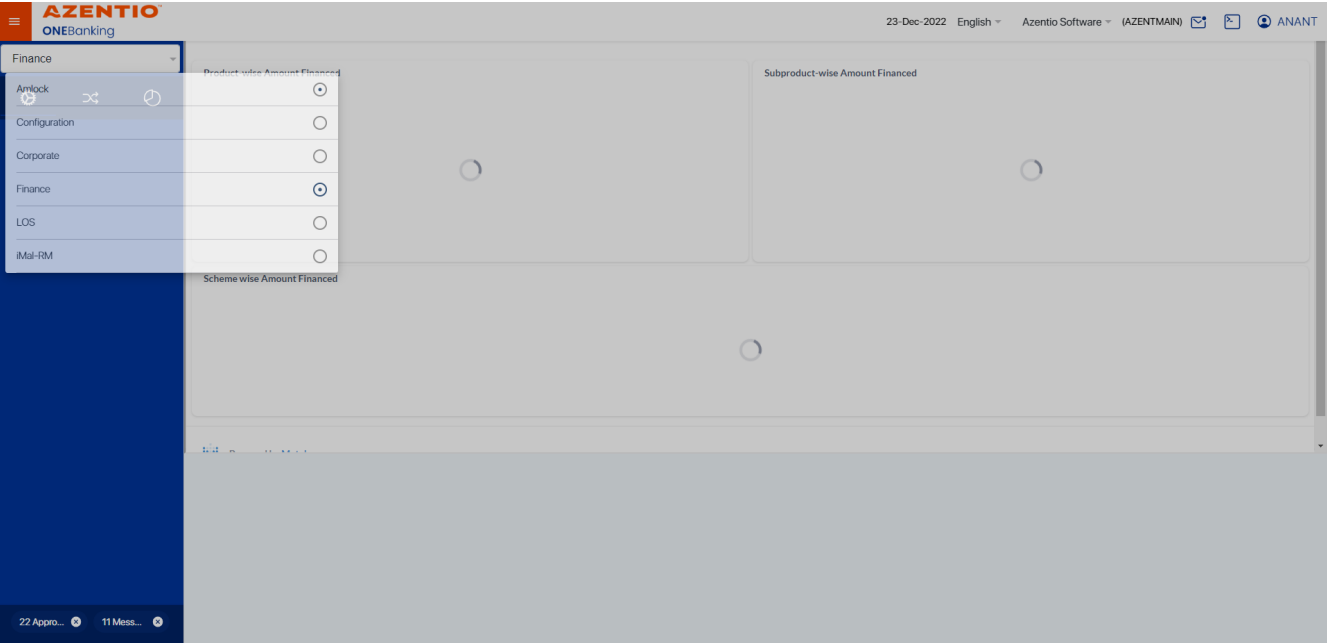 AZENTIO
ONEBanking
23-Dec-2022 English Azentio Software (AZENTMAIN) ANANT
Finance
Product-wise Amount Financed
Subproduct-wise Amount Financed
Amlock
Configuration
Corporate
Finance
LOS
iMal-RM
Scheme wise Amount Financed
22 Appro...
11 Mess...